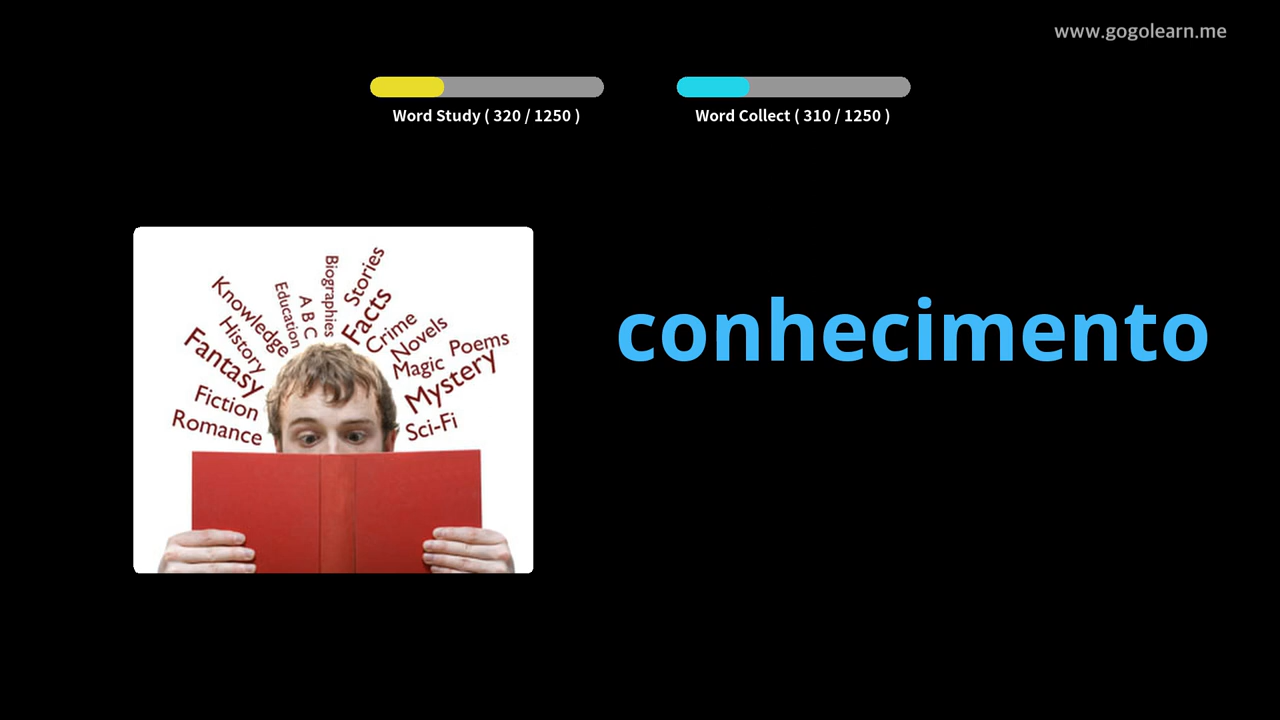 www.gogolearn.me
Word Study ( 320 / 1250 )
Word Collect ( 310 / 1250 )
conhecimento
Biographies
Stories
Education
A B C
Facts
Knowledge
History
Crime
Novels
Fantasy
Magic
Poems
Mystery
Fiction
Romance
Sci-Fi